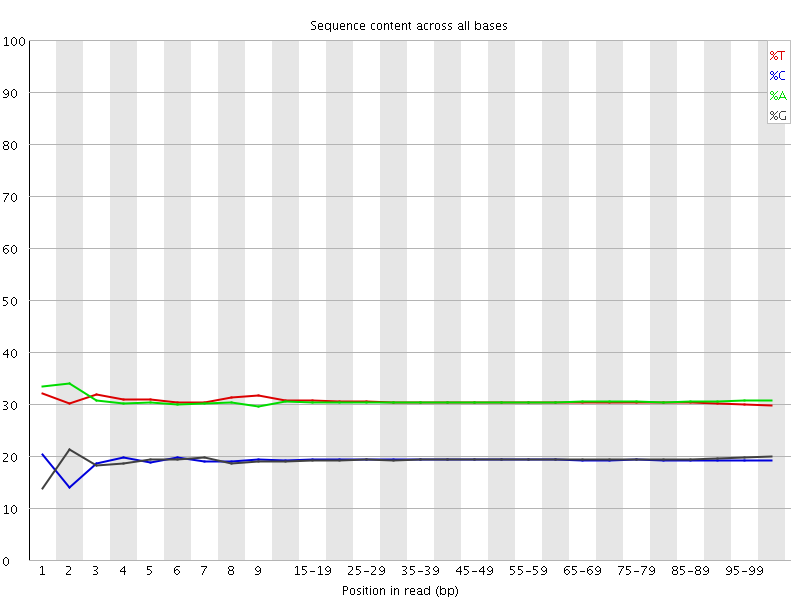 Sequence content across all bases
100
90
80
70
60
50
40
30
20
10
0
%T
%C
%A
%G
1 2 3 4 5 6 7 8 9 15-19 25-29 35-39 45-49 55-59 65-69 75-79 85-89 95-99
Position in read (bp)